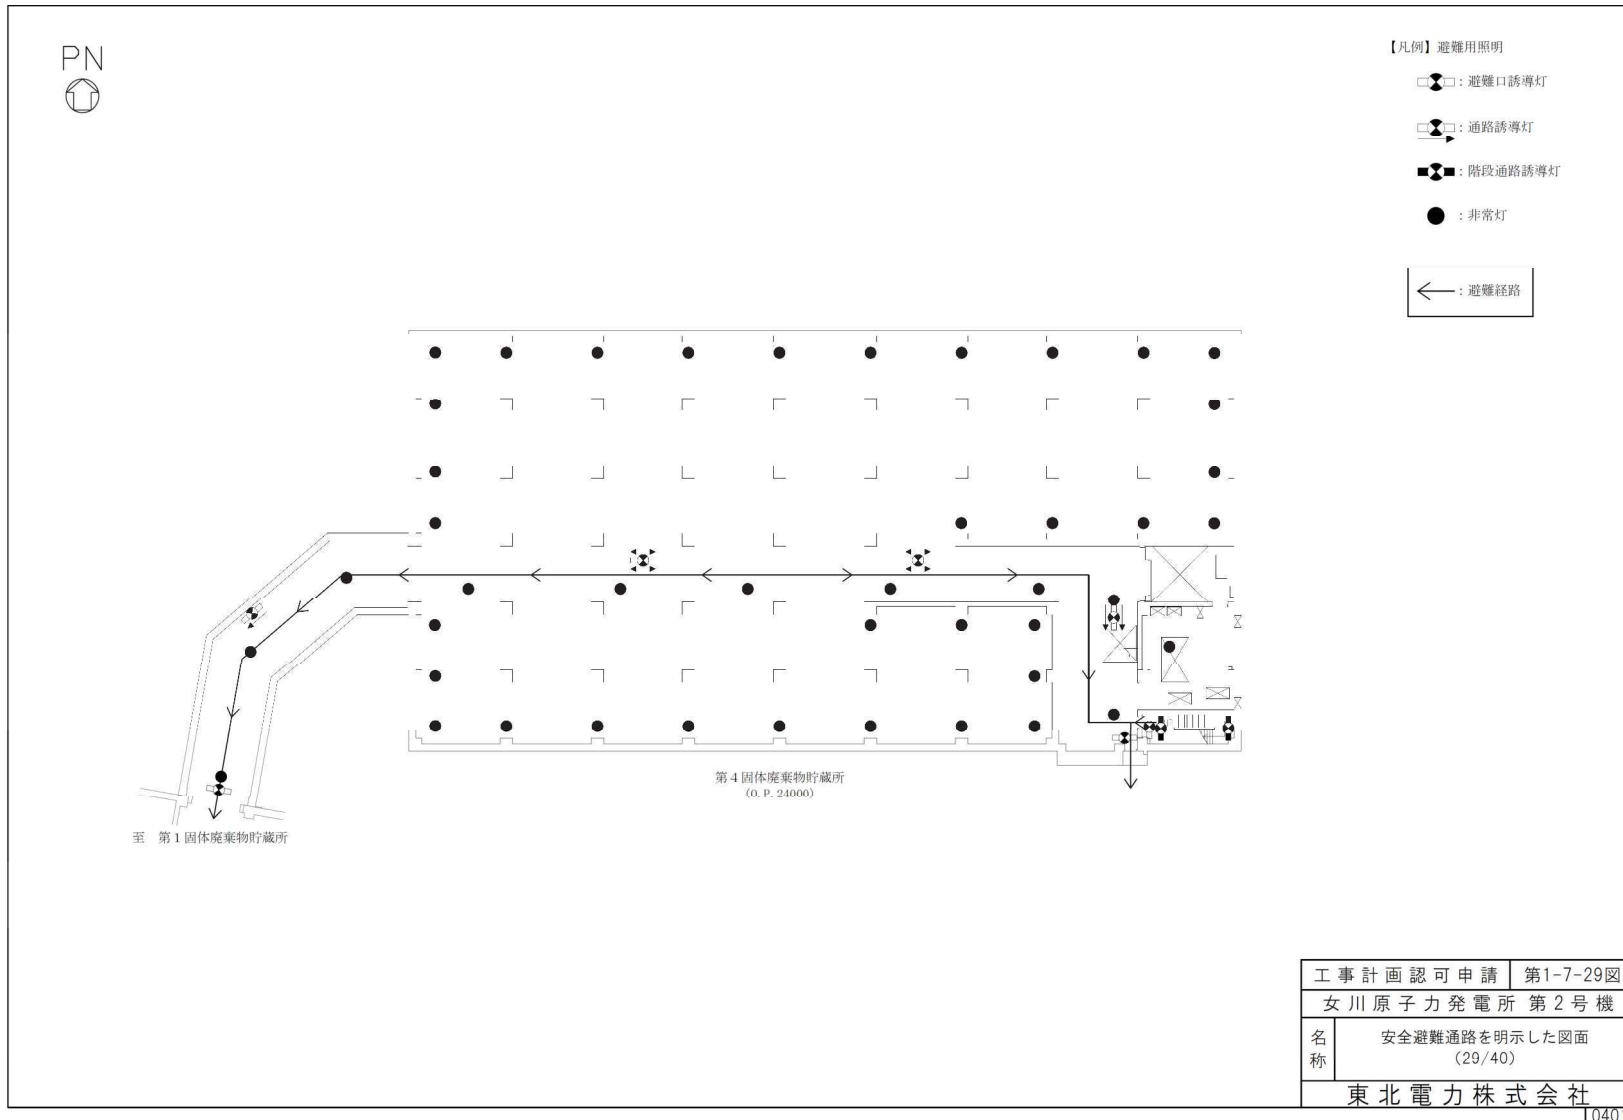 PN
【凡例】避難用照明
：避難口誘導灯
：通路誘導灯
：階段通路誘導灯
：非常灯
：避難経路
第4固体廃棄物貯蔵所
(O.P. 24000)
至　第1固体廃棄物貯蔵所
工事計画認可申請　第1-7-29図
女川原子力発電所 第2号機
名称　安全避難通路を明示した図面
(29/40)
東北電力株式会社
040